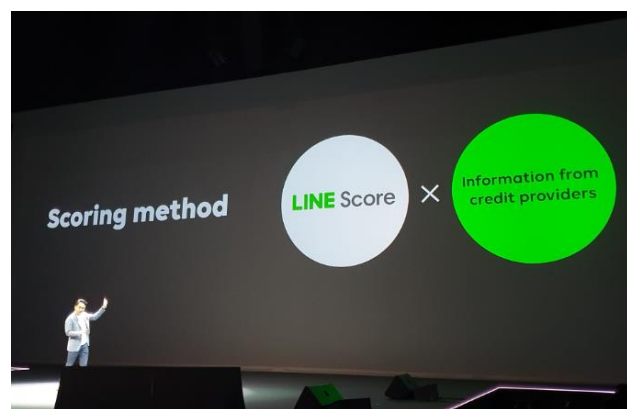 Scoring method
LINE Score
×
Information from
credit providers